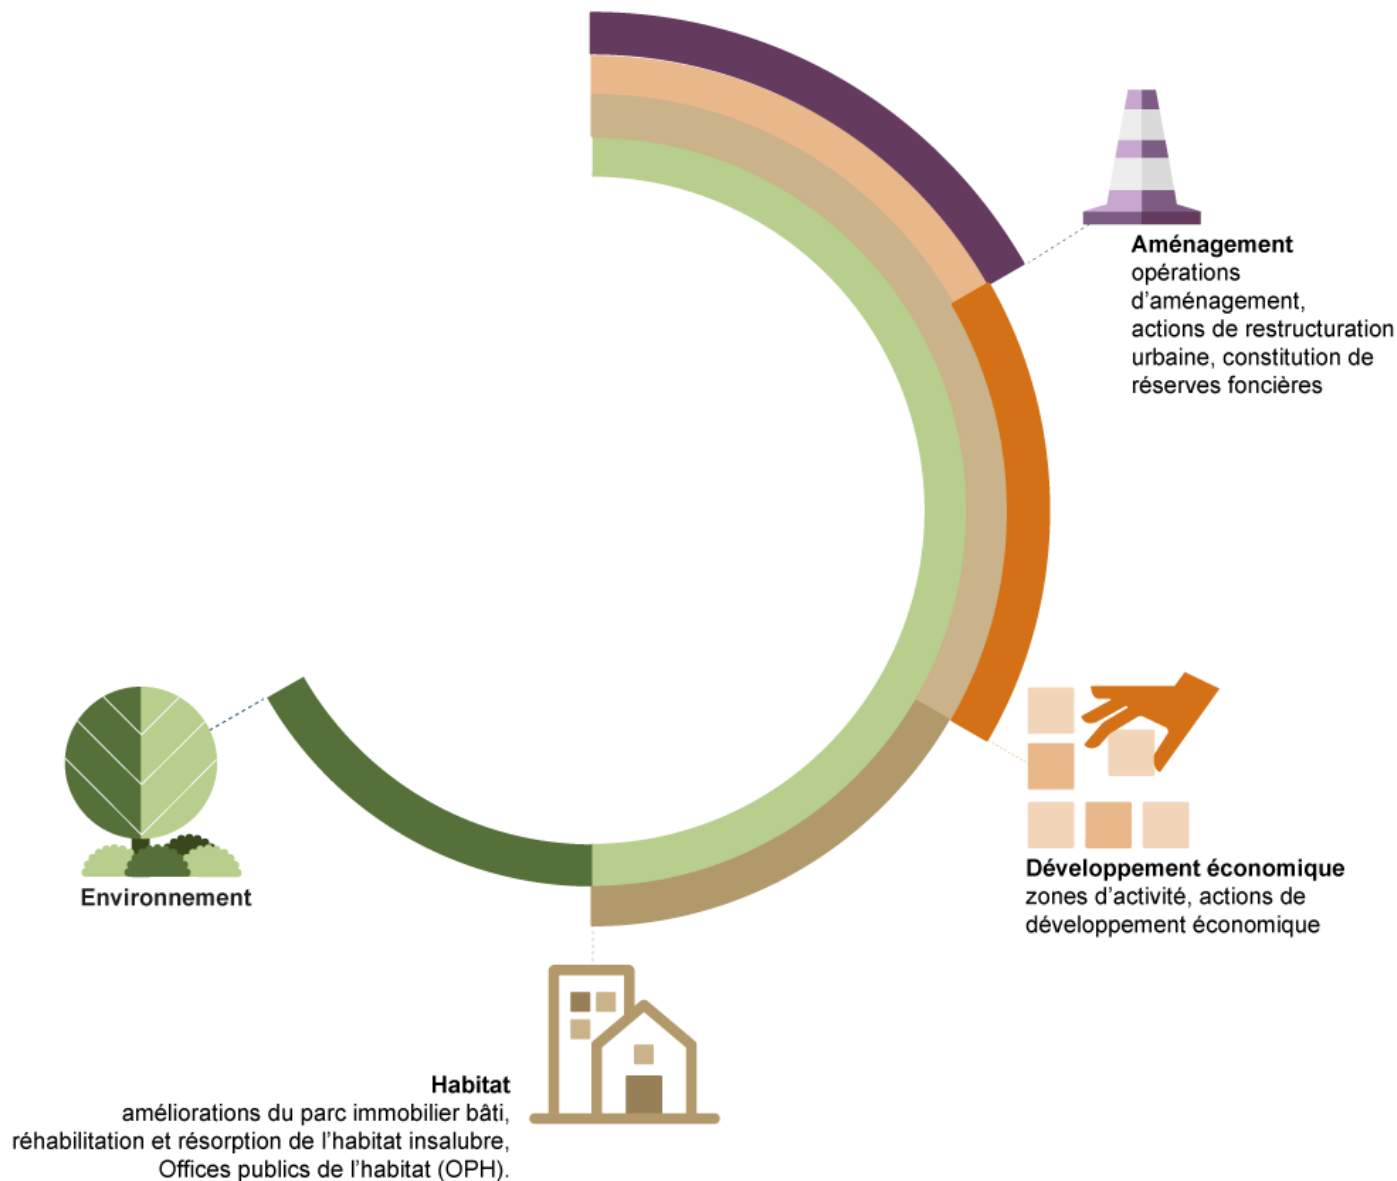 Aménagement
opérations
d'aménagement,
actions de restructuration
urbaine, constitution de
réserves foncières
Développement économique
zones d'activité, actions de
développement économique
Environnement
Habitat
améliorations du parc immobilier bâti,
réhabilitation et résorption de l'habitat insalubre,
Offices publics de l'habitat (OPH).